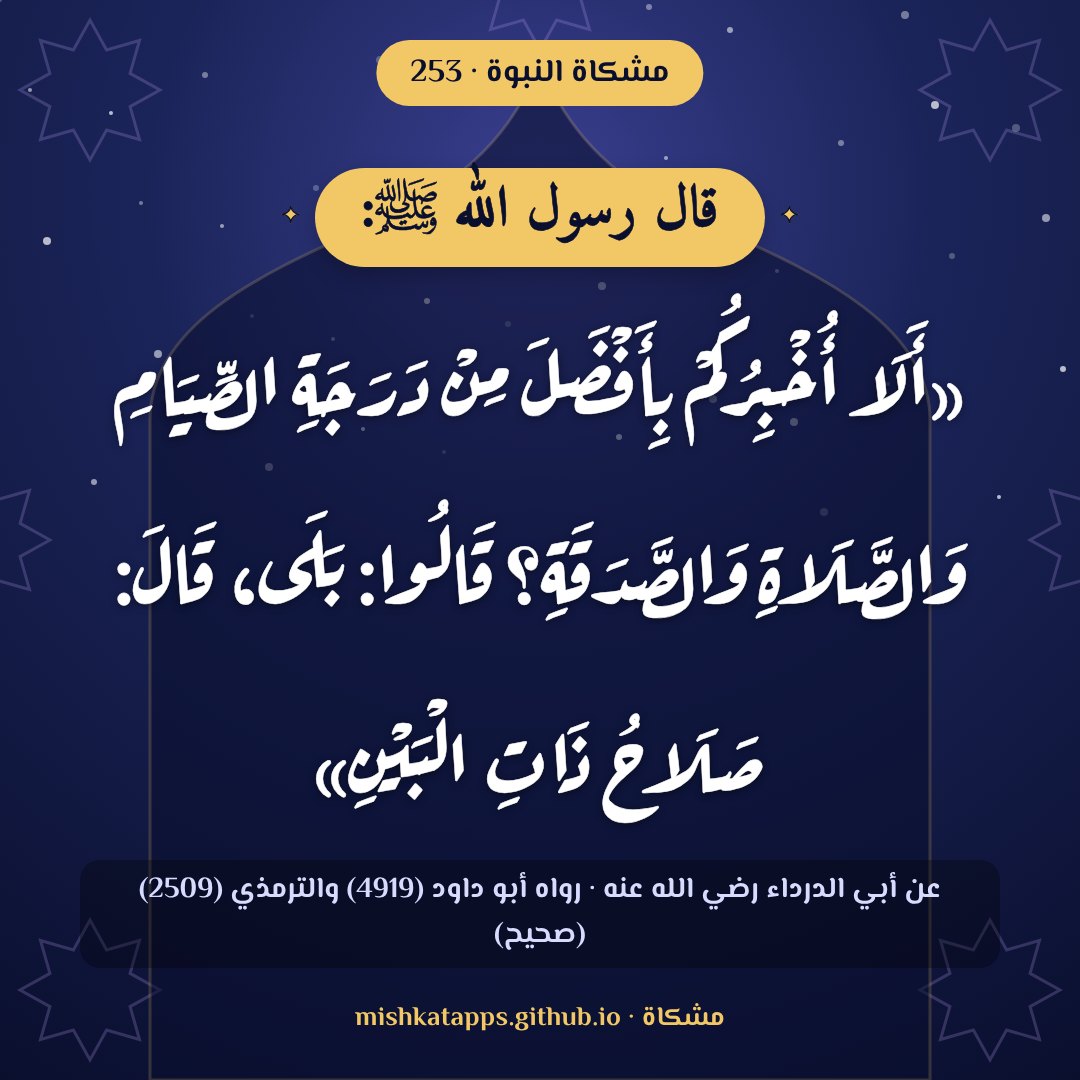 مشكاة النبوة · 253
قال رسول الله ﷺ:
«أَلَا أُخْبِرُكُمْ بِأَفْضَلَ مِنْ دَرَجَةِ الصِّيَامِ
وَالصَّلَاةِ وَالصَّدَقَةِ؟ قَالُوا: بَلَى، قَالَ:
صَلَاحُ ذَاتِ الْبَيْنِ»
عن أبي الدرداء رضي الله عنه · رواه أبو داود (4919) والترمذي (2509)
(صحيح)
مشكاة · mishkatapps.github.io